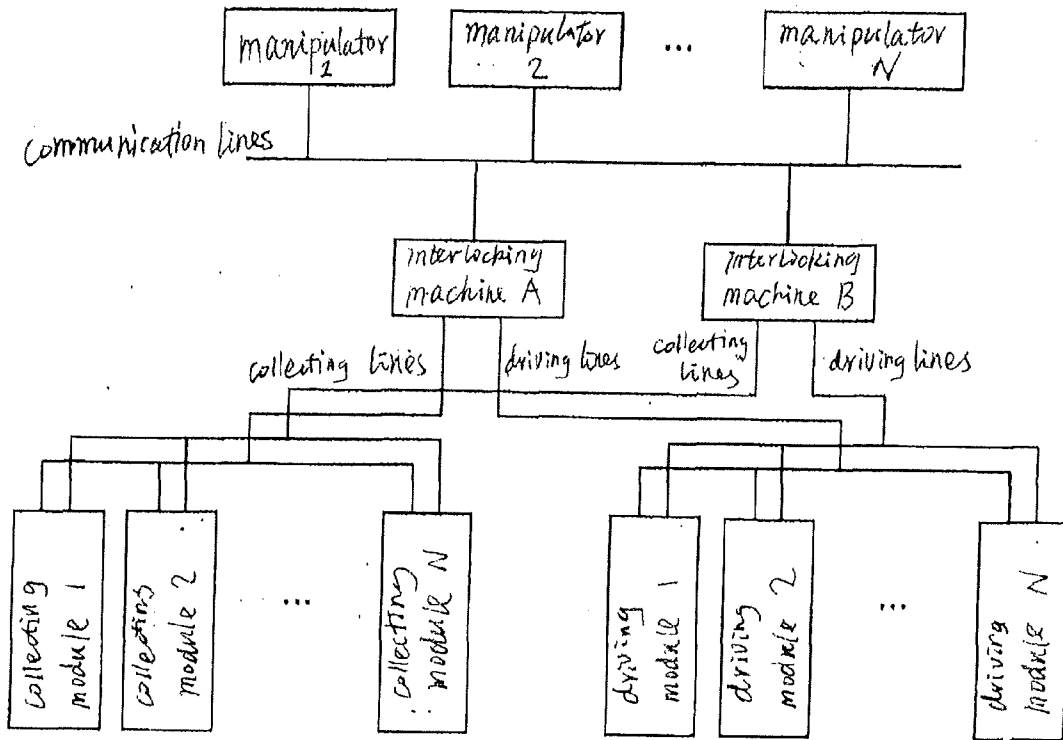 manipulator
1
manipulator
2
...
manipulator
N
communication lines
interlocking
machine A
interlocking
machine B
collecting lines
driving lines
collecting
lines
driving lines
collecting
module 1
collecting
module 2
...
collecting
module N
driving
module 1
driving
module 2
...
driving
module N